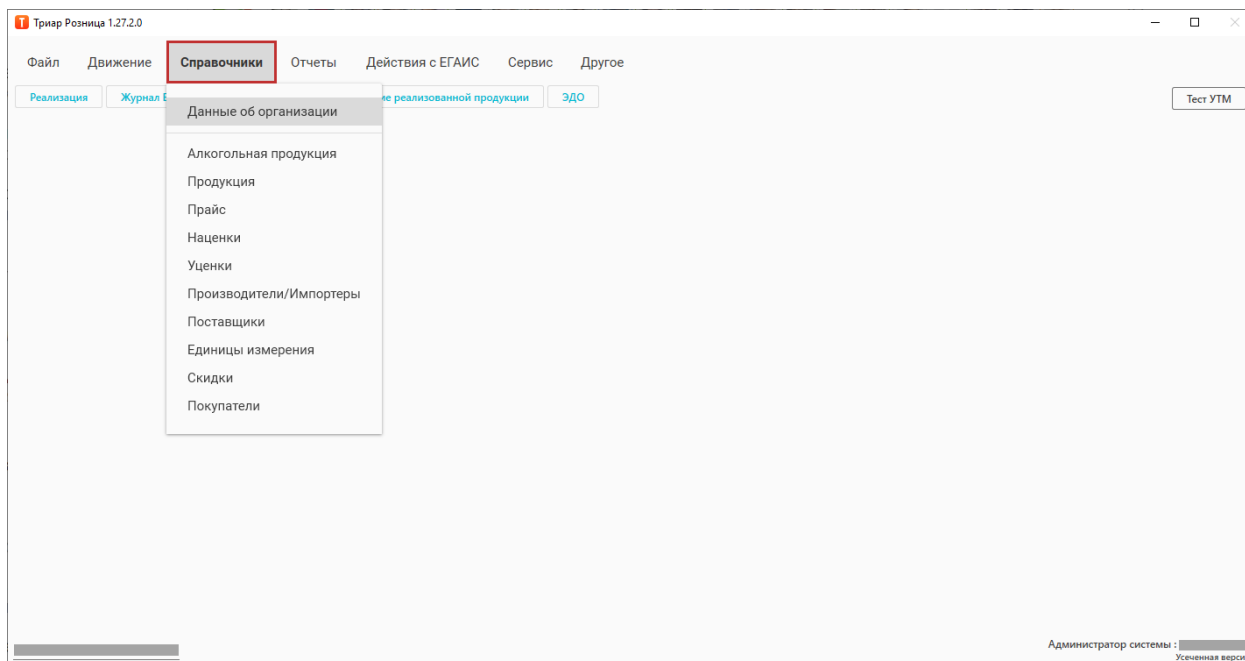 Триар Розница 1.27.2.0
Файл Движение Справочники Отчеты Действия с ЕГАИС Сервис Другое
Реализация Журнал реализованной продукции ЭДО Тест УТМ
Данные об организации
Алкогольная продукция
Продукция
Прайс
Наценки
Уценки
Производители/Импортеры
Поставщики
Единицы измерения
Скидки
Покупатели
Администратор системы :
Усеченная